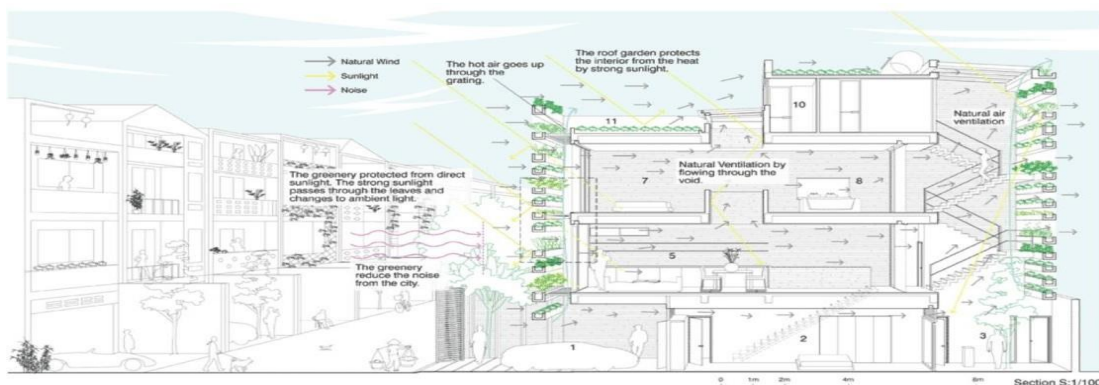 Natural Wind
Sunlight
Noise
The hot air goes up
through the
grating.
The roof garden protects
the interior from the heat
by strong sunlight.
10
11
Natural air
ventilation
The greenery protected from direct
sunlight. The strong sunlight
passes through the leaves and
changes to ambient light.
7
Natural Ventilation by
flowing through the
void.
8
5
The greenery
reduce the noise
from the city.
1
2
3
0 1m 2m 4m 8m
Section S:1/100